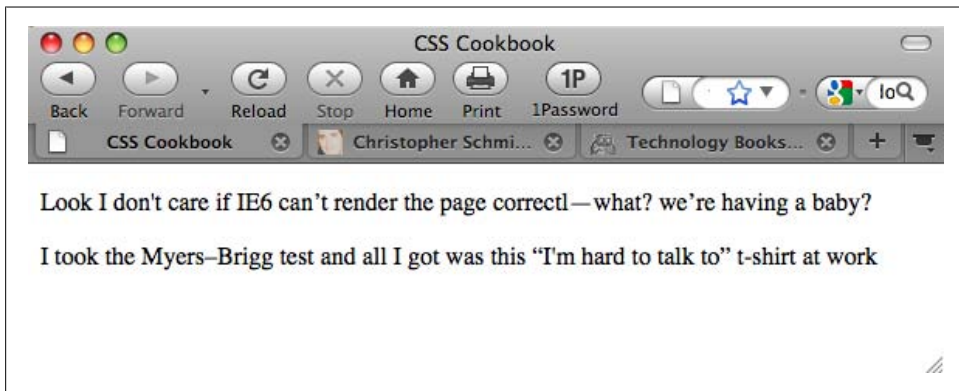 CSS Cookbook
1P
loQ
Back Forward Reload Stop Home Print 1Password
CSS Cookbook Christopher Schmi... Technology Books... +
Look I don't care if IE6 can’t render the page correctl—what? we’re having a baby?
I took the Myers–Brigg test and all I got was this “I'm hard to talk to” t-shirt at work